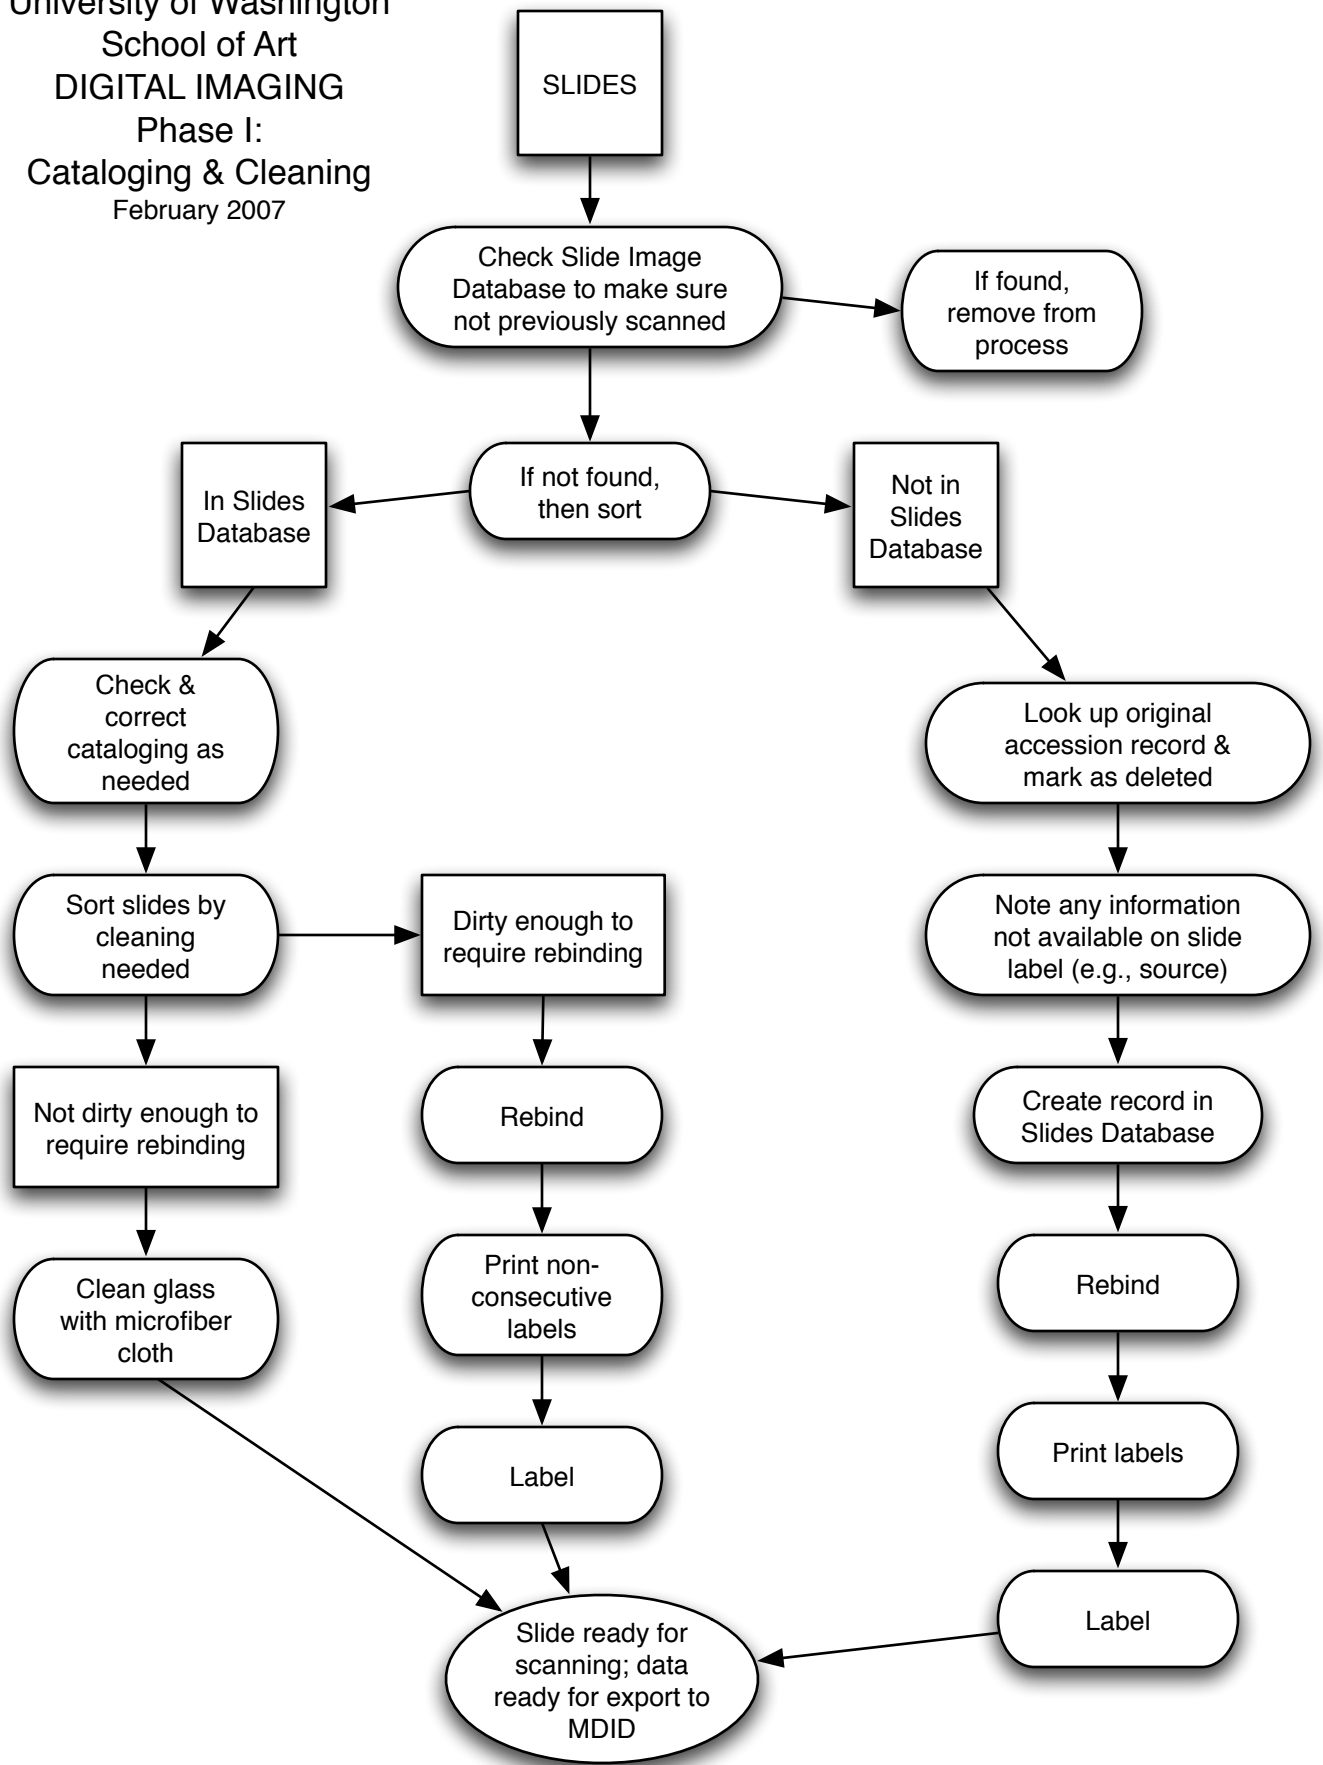 University of Washington
School of Art
DIGITAL IMAGING
Phase I:
Cataloging & Cleaning
February 2007
SLIDES
Check Slide Image
Database to make sure
not previously scanned
If found,
remove from
process
If not found,
then sort
In Slides
Database
Not in
Slides
Database
Check &
correct
cataloging as
needed
Look up original
accession record &
mark as deleted
Sort slides by
cleaning
needed
Dirty enough to
require rebinding
Note any information
not available on slide
label (e.g., source)
Not dirty enough to
require rebinding
Rebind
Create record in
Slides Database
Clean glass
with microfiber
cloth
Print non-
consecutive
labels
Rebind
Label
Print labels
Label
Slide ready for
scanning; data
ready for export to
MDID